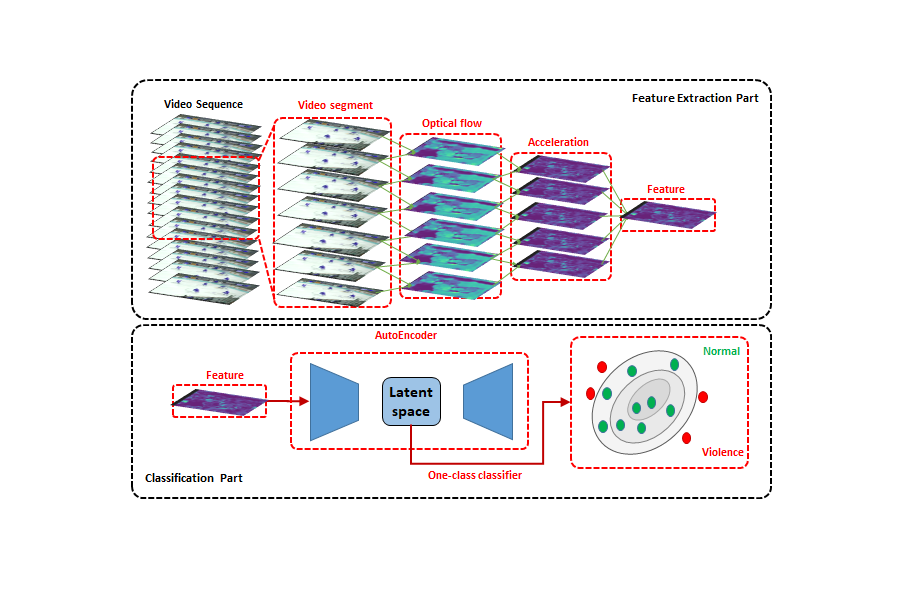 Feature Extraction Part
Video Sequence
Video segment
Optical flow
Acceleration
Feature
AutoEncoder
Feature
Latent
space
Normal
Violence
One-class classifier
Classification Part